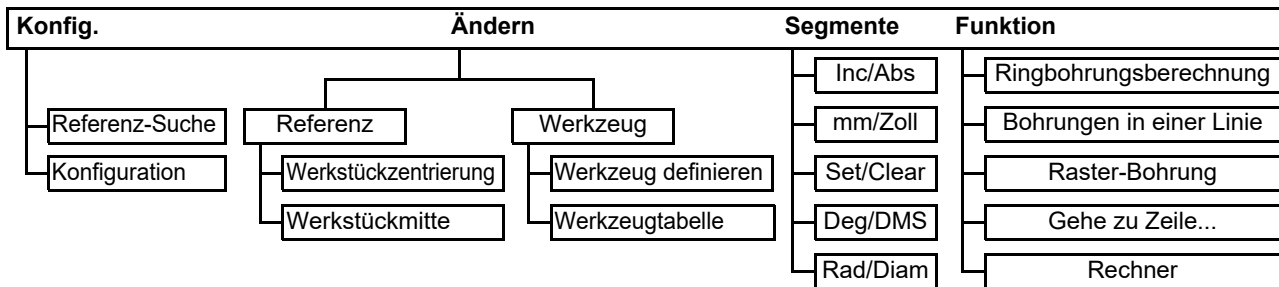 Konfig. Ändern Segmente Funktion
Inc/Abs Ringbohrungsberechnung
Referenz-Suche Referenz Werkzeug mm/Zoll Bohrungen in einer Linie
Konfiguration Werkstückzentrierung Werkzeug definieren Set/Clear Raster-Bohrung
Werkstückmitte Werkzeugtabelle Deg/DMS Gehe zu Zeile...
Rad/Diam Rechner